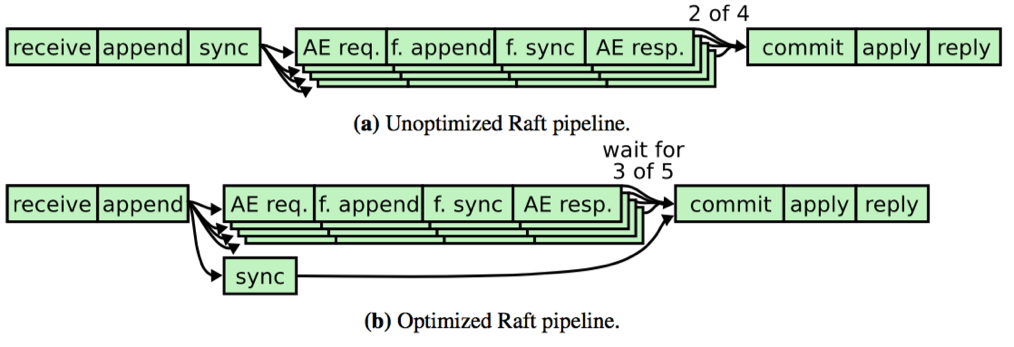 2 of 4
receive append sync AE req. f. append f. sync AE resp. commit apply reply
(a) Unoptimized Raft pipeline.
wait for
3 of 5
receive append AE req. f. append f. sync AE resp. commit apply reply
sync
(b) Optimized Raft pipeline.